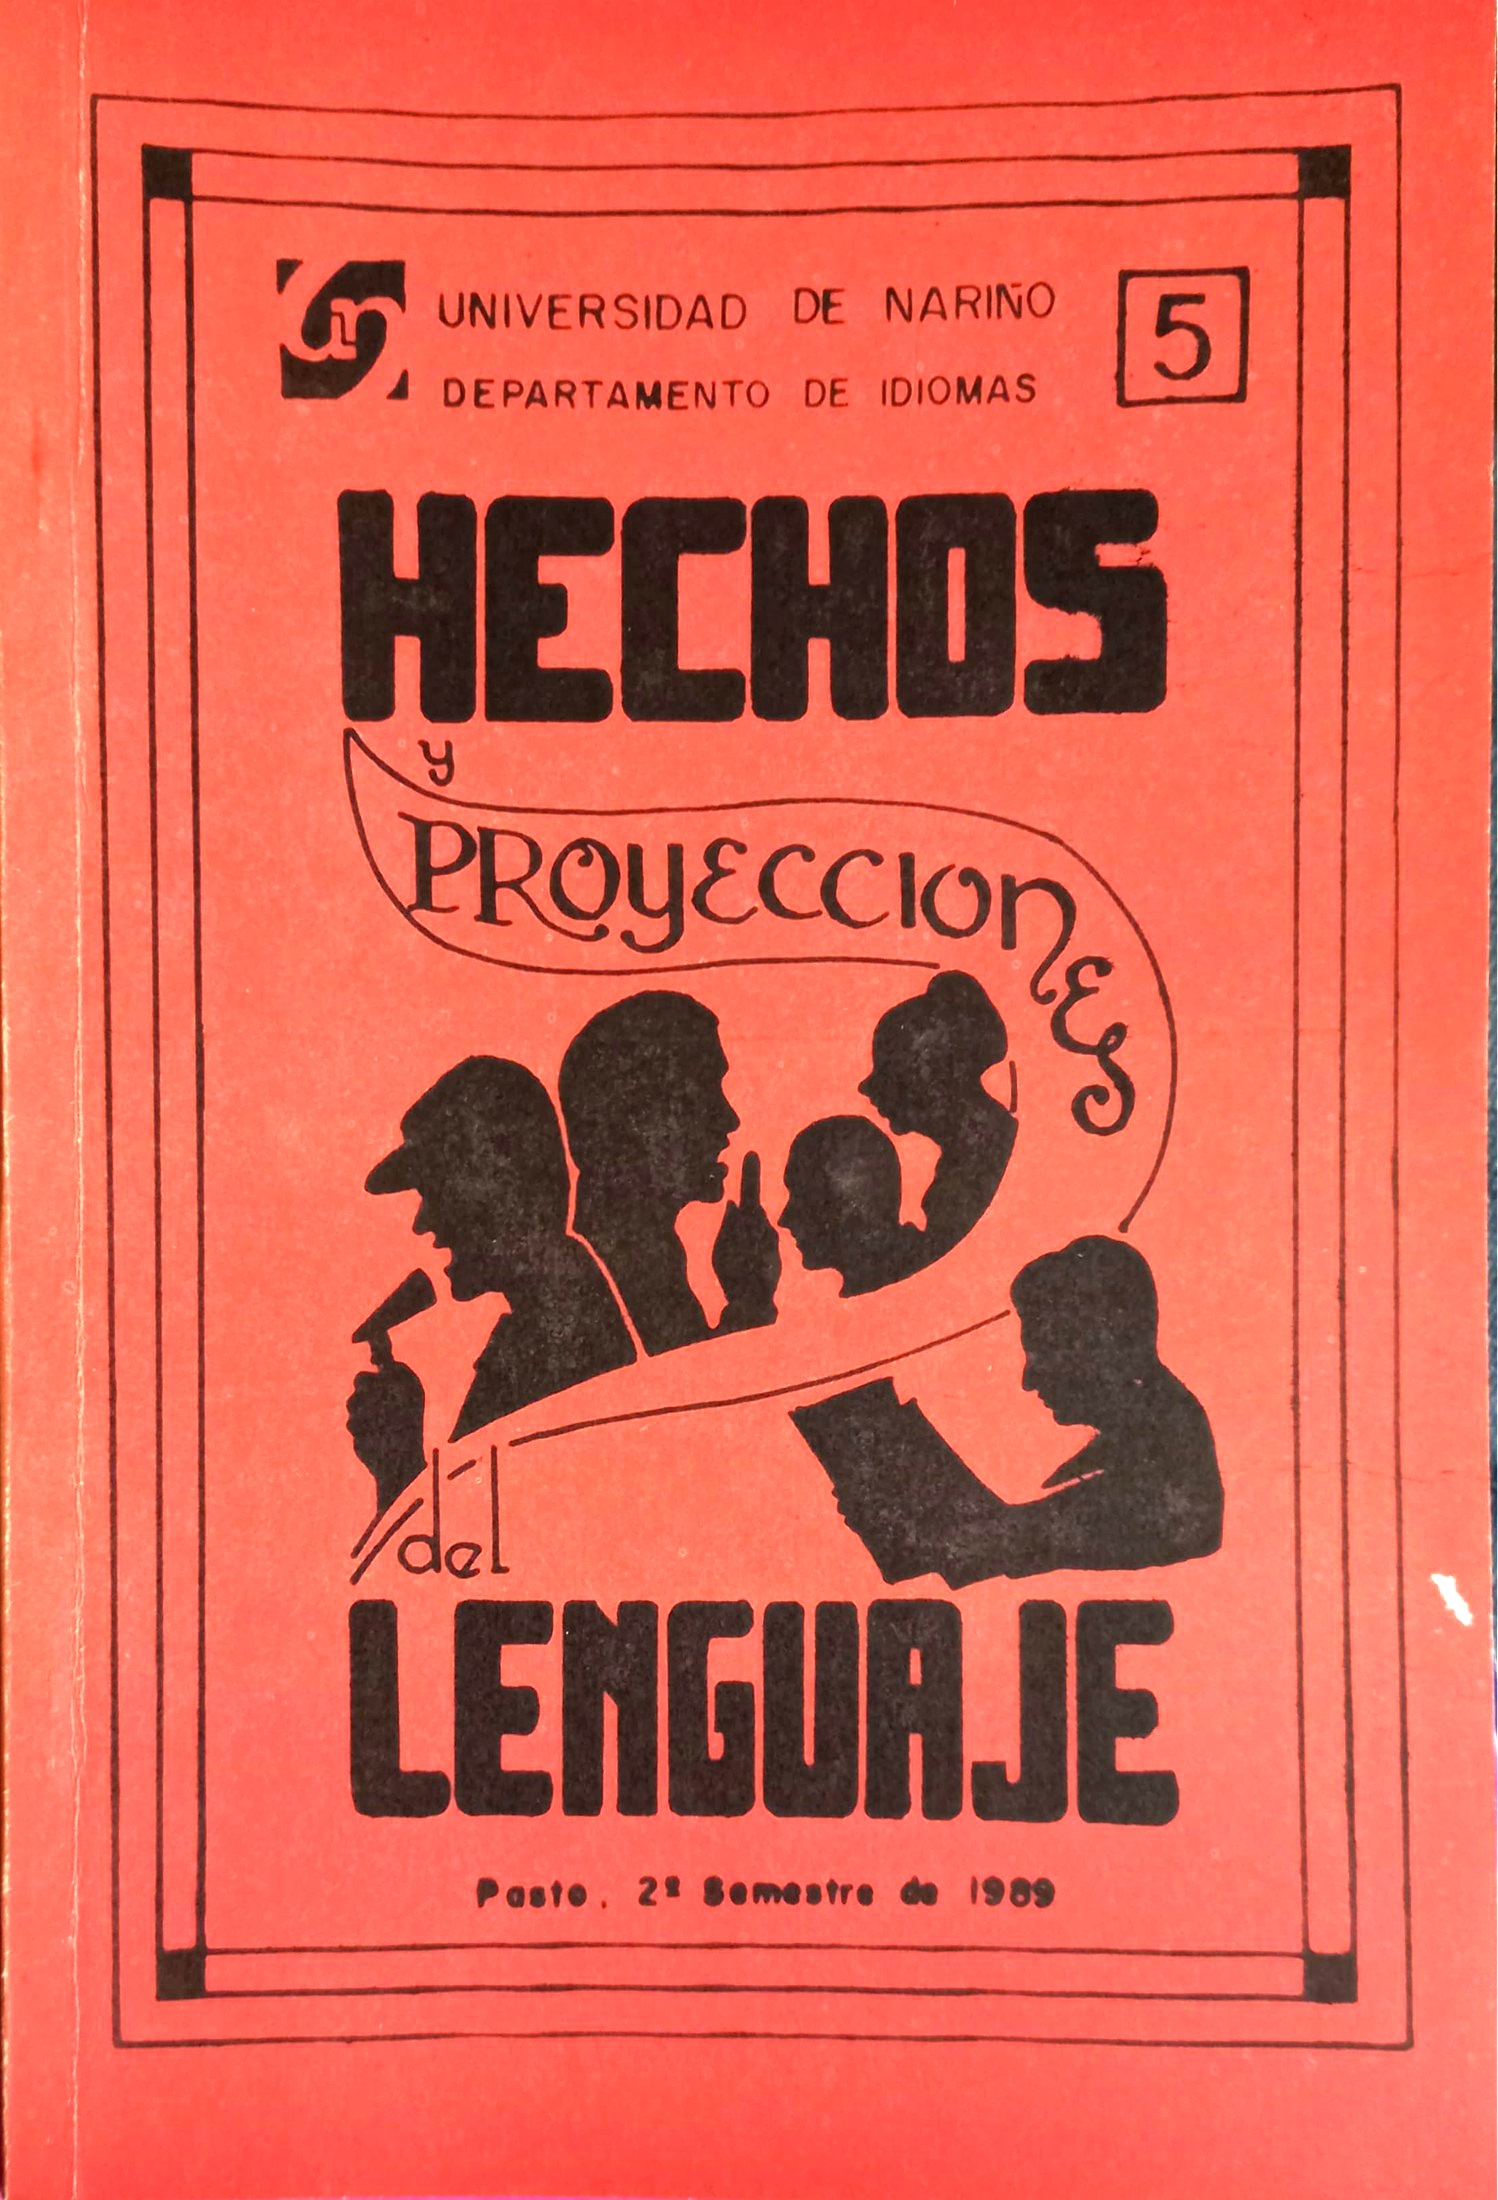 UNIVERSIDAD DE NARIÑO
DEPARTAMENTO DE IDIOMAS
5
HECHOS
y
PROYECCIONES
del
LENGUAJE
Pasto, 2º Semestre de 1989